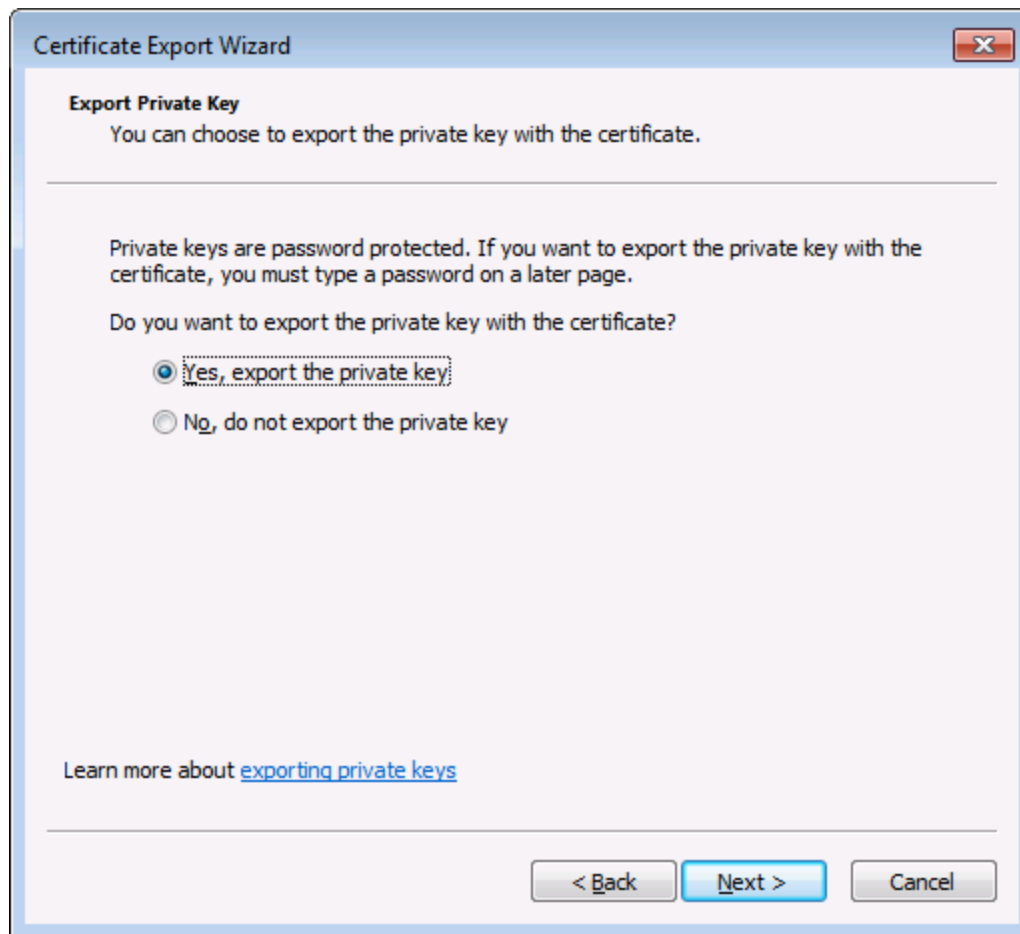 Certificate Export Wizard
Export Private Key
You can choose to export the private key with the certificate.
Private keys are password protected. If you want to export the private key with the
certificate, you must type a password on a later page.
Do you want to export the private key with the certificate?
Yes, export the private key
No, do not export the private key
Learn more about exporting private keys
< Back Next > Cancel